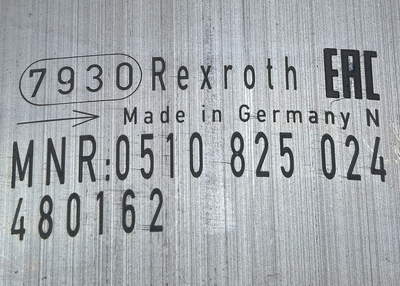 7930 Rexroth EAC
Made in Germany N
MNR:0510 825 024
480162